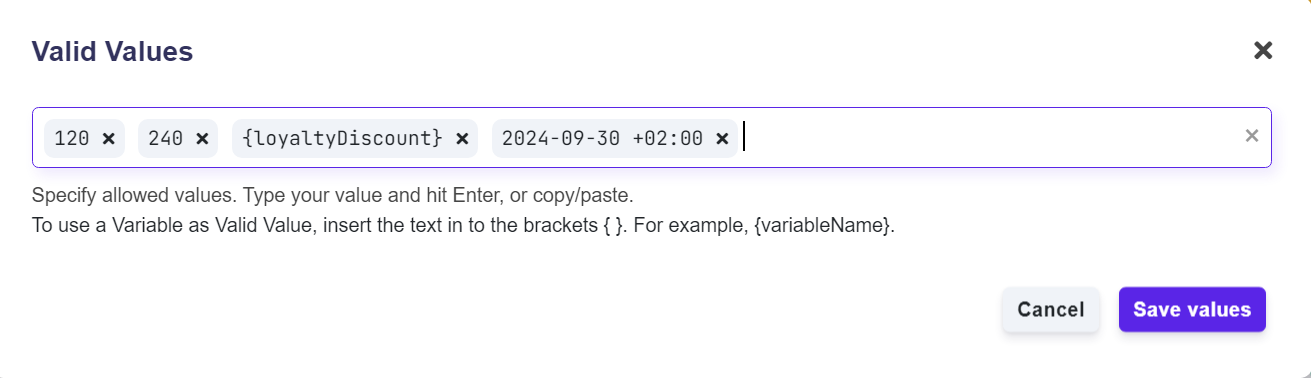 Valid Values
120 240 {loyaltyDiscount} 2024-09-30 +02:00
Specify allowed values. Type your value and hit Enter, or copy/paste.
To use a Variable as Valid Value, insert the text in to the brackets { }. For example, {variableName}.
Cancel Save values